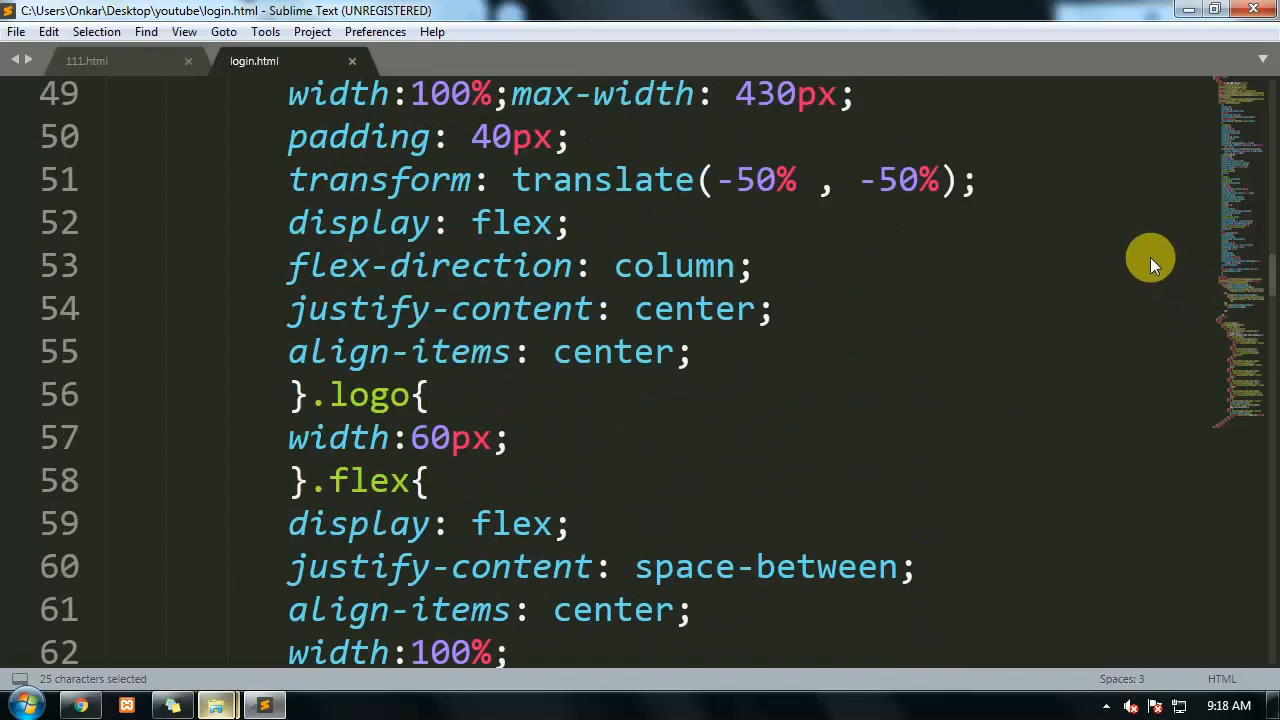 C:\Users\Onkar\Desktop\youtube\login.html - Sublime Text (UNREGISTERED)
File Edit Selection Find View Goto Tools Project Preferences Help
111.html login.html
49 width:100%;max-width: 430px;
50 padding: 40px;
51 transform: translate(-50% , -50%);
52 display: flex;
53 flex-direction: column;
54 justify-content: center;
55 align-items: center;
56 }.logo{
57 width:60px;
58 }.flex{
59 display: flex;
60 justify-content: space-between;
61 align-items: center;
62 width:100%;
25 characters selected Spaces: 3 HTML
9:18 AM